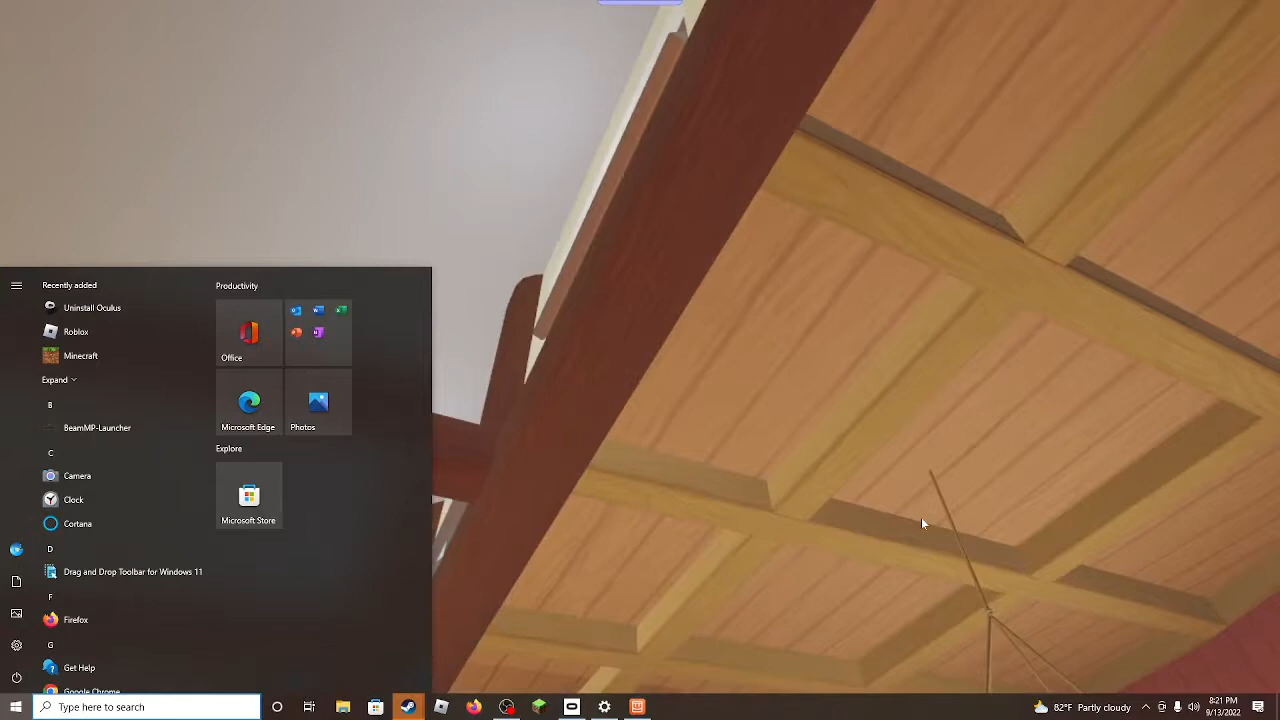 Recently added
Uninstall Oculus
Roblox
Minecraft
Expand
B
BeamMP-Launcher
C
Camera
Clock
Cortana
D
Drag and Drop Toolbar for Windows 11
F
Firefox
G
Get Help
Google Chrome
Productivity
Office
Microsoft Edge
Photos
Explore
Microsoft Store
Type here to search
82°F Partly cloudy
8:21 PM
9/13/2022